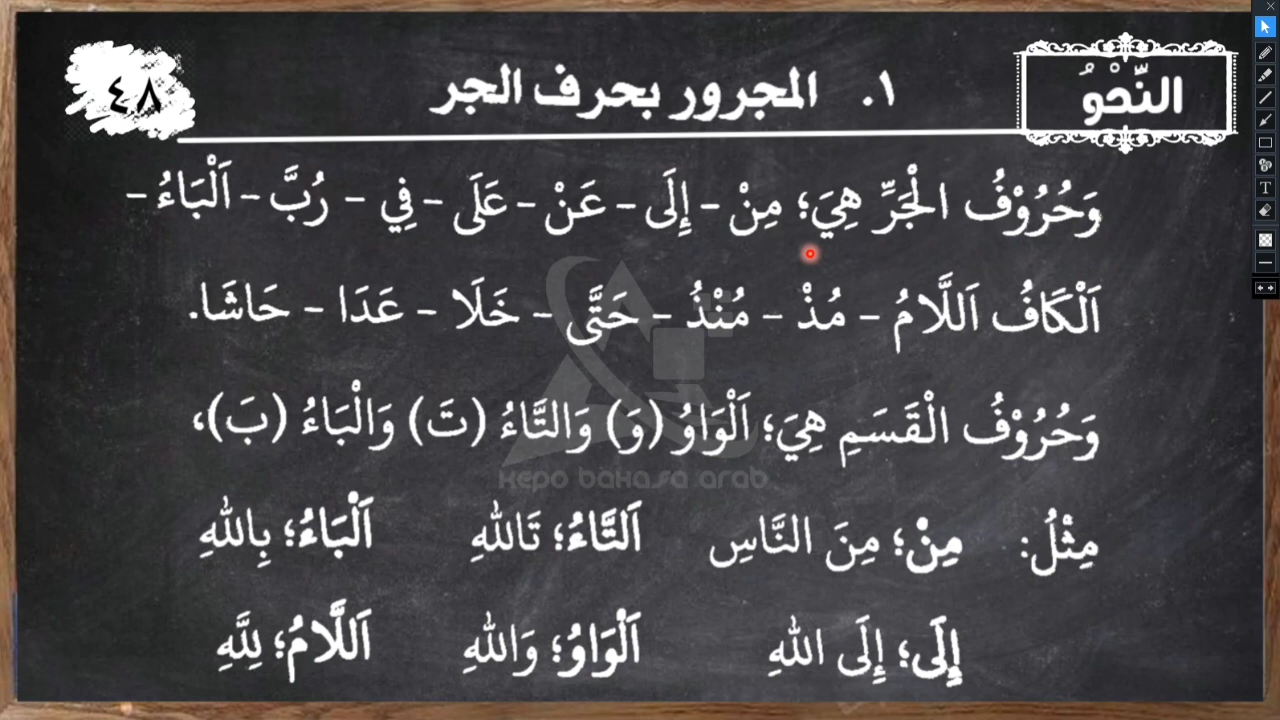 النِّحْوُ
١. المجرور بحرف الجر
٤٨
وَحُرُوْفُ الْجَرِّ هِيَ؛ مِنْ - إِلَى - عَنْ - عَلَى - فِي - رُبَّ - اَلْبَاءُ -
اَلْكَافُ اَللَّامُ - مُذْ - مُنْذُ - حَتَّى - خَلَا - عَدَا - حَاشَا.
وَحُرُوْفُ الْقَسَمِ هِيَ؛ اَلْوَاوُ (وَ) وَالتَّاءُ (تَ) وَالْبَاءُ (بَ)،
kepo bahasa arab
مِثْلُ: مِنْ؛ مِنَ النَّاسِ اَلتَّاءُ؛ تَاللهِ اَلْبَاءُ؛ بِاللهِ
إِلَى؛ إِلَى اللهِ اَلْوَاوُ؛ وَاللهِ اَللَّامُ؛ لِلَّهِ